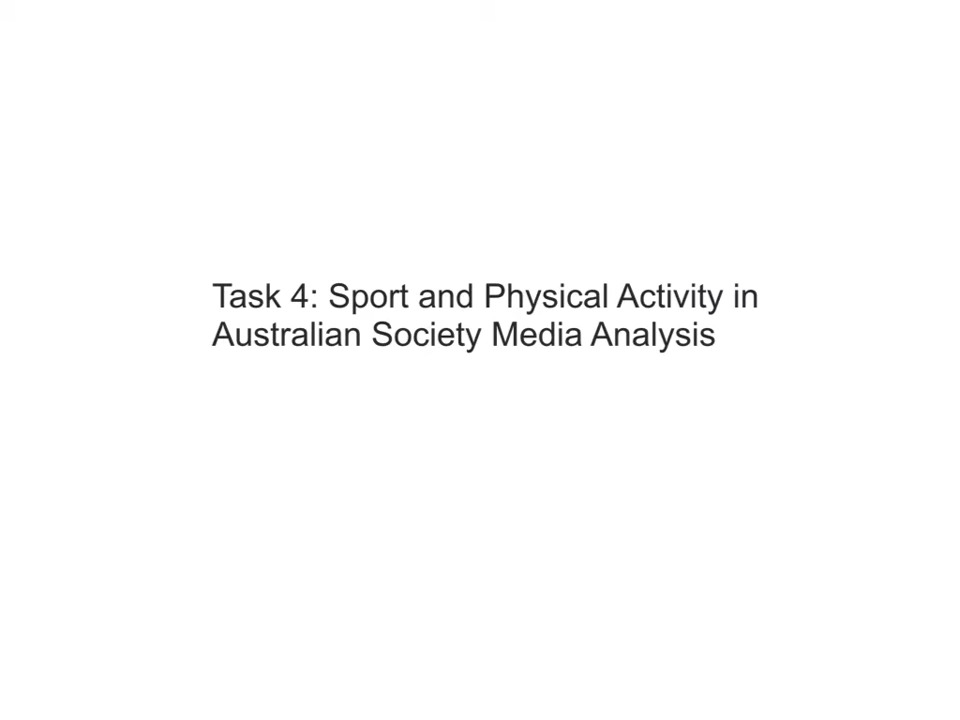 Task 4: Sport and Physical Activity in
Australian Society Media Analysis